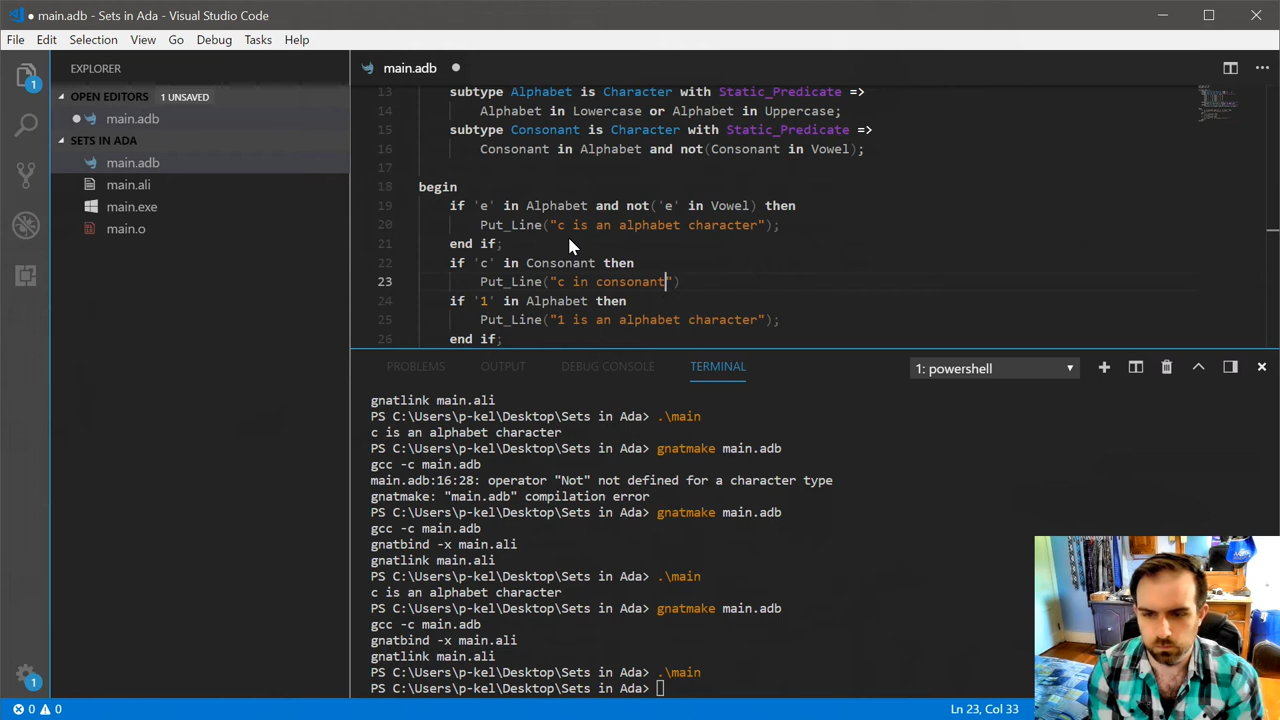 ● main.adb - Sets in Ada - Visual Studio Code
File Edit Selection View Go Debug Tasks Help
EXPLORER
OPEN EDITORS 1 UNSAVED
main.adb
SETS IN ADA
main.adb
main.ali
main.exe
main.o
1
1
main.adb
13 subtype Alphabet is Character with Static_Predicate =>
14 Alphabet in Lowercase or Alphabet in Uppercase;
15 subtype Consonant is Character with Static_Predicate =>
16 Consonant in Alphabet and not(Consonant in Vowel);
17
18 begin
19 if 'e' in Alphabet and not('e' in Vowel) then
20 Put_Line("c is an alphabet character");
21 end if;
22 if 'c' in Consonant then
23 Put_Line("c in consonant")
24 if '1' in Alphabet then
25 Put_Line("1 is an alphabet character");
26 end if;
PROBLEMS OUTPUT DEBUG CONSOLE TERMINAL 1: powershell
gnatlink main.ali
PS C:\Users\p-kel\Desktop\Sets in Ada> .\main
c is an alphabet character
PS C:\Users\p-kel\Desktop\Sets in Ada> gnatmake main.adb
gcc -c main.adb
main.adb:16:28: operator "Not" not defined for a character type
gnatmake: "main.adb" compilation error
PS C:\Users\p-kel\Desktop\Sets in Ada> gnatmake main.adb
gcc -c main.adb
gnatbind -x main.ali
gnatlink main.ali
PS C:\Users\p-kel\Desktop\Sets in Ada> .\main
c is an alphabet character
PS C:\Users\p-kel\Desktop\Sets in Ada> gnatmake main.adb
gcc -c main.adb
gnatbind -x main.ali
gnatlink main.ali
PS C:\Users\p-kel\Desktop\Sets in Ada> .\main
PS C:\Users\p-kel\Desktop\Sets in Ada>
0 0 Ln 23, Col 33